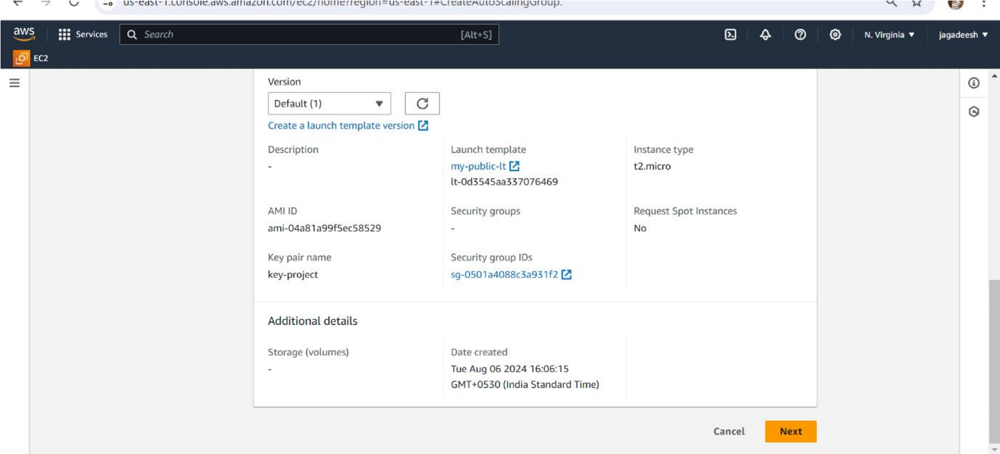 us-east-1.console.aws.amazon.com/ec2/home?region=us-east-1#CreateAutoScalingGroup:
aws
Services
Search
[Alt+S]
N. Virginia ▼
jagadeesh ▼
EC2
Version
Default (1)
Create a launch template version
Description
-
Launch template
my-public-lt
lt-0d3545aa337076469
Instance type
t2.micro
AMI ID
ami-04a81a99f5ec58529
Security groups
-
Request Spot Instances
No
Key pair name
key-project
Security group IDs
sg-0501a4088c3a931f2
Additional details
Storage (volumes)
-
Date created
Tue Aug 06 2024 16:06:15
GMT+0530 (India Standard Time)
Cancel
Next